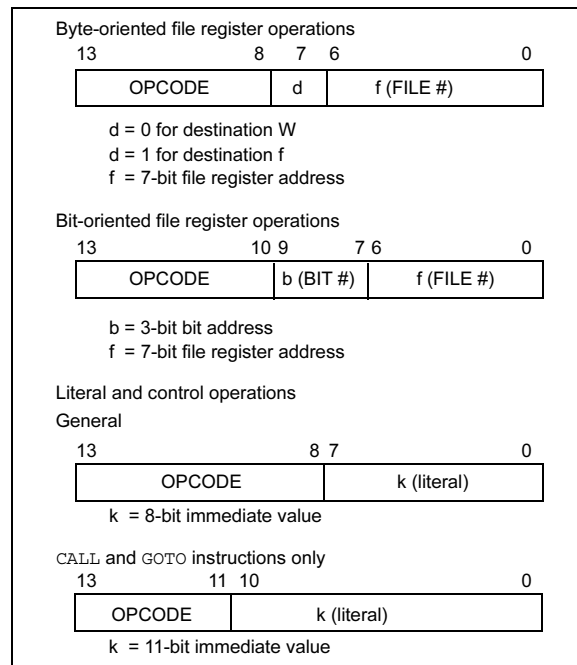 Byte-oriented file register operations
13 8 7 6 0
OPCODE d f (FILE #)
d = 0 for destination W
d = 1 for destination f
f = 7-bit file register address
Bit-oriented file register operations
13 10 9 7 6 0
OPCODE b (BIT #) f (FILE #)
b = 3-bit bit address
f = 7-bit file register address
Literal and control operations
General
13 8 7 0
OPCODE k (literal)
k = 8-bit immediate value
CALL and GOTO instructions only
13 11 10 0
OPCODE k (literal)
k = 11-bit immediate value